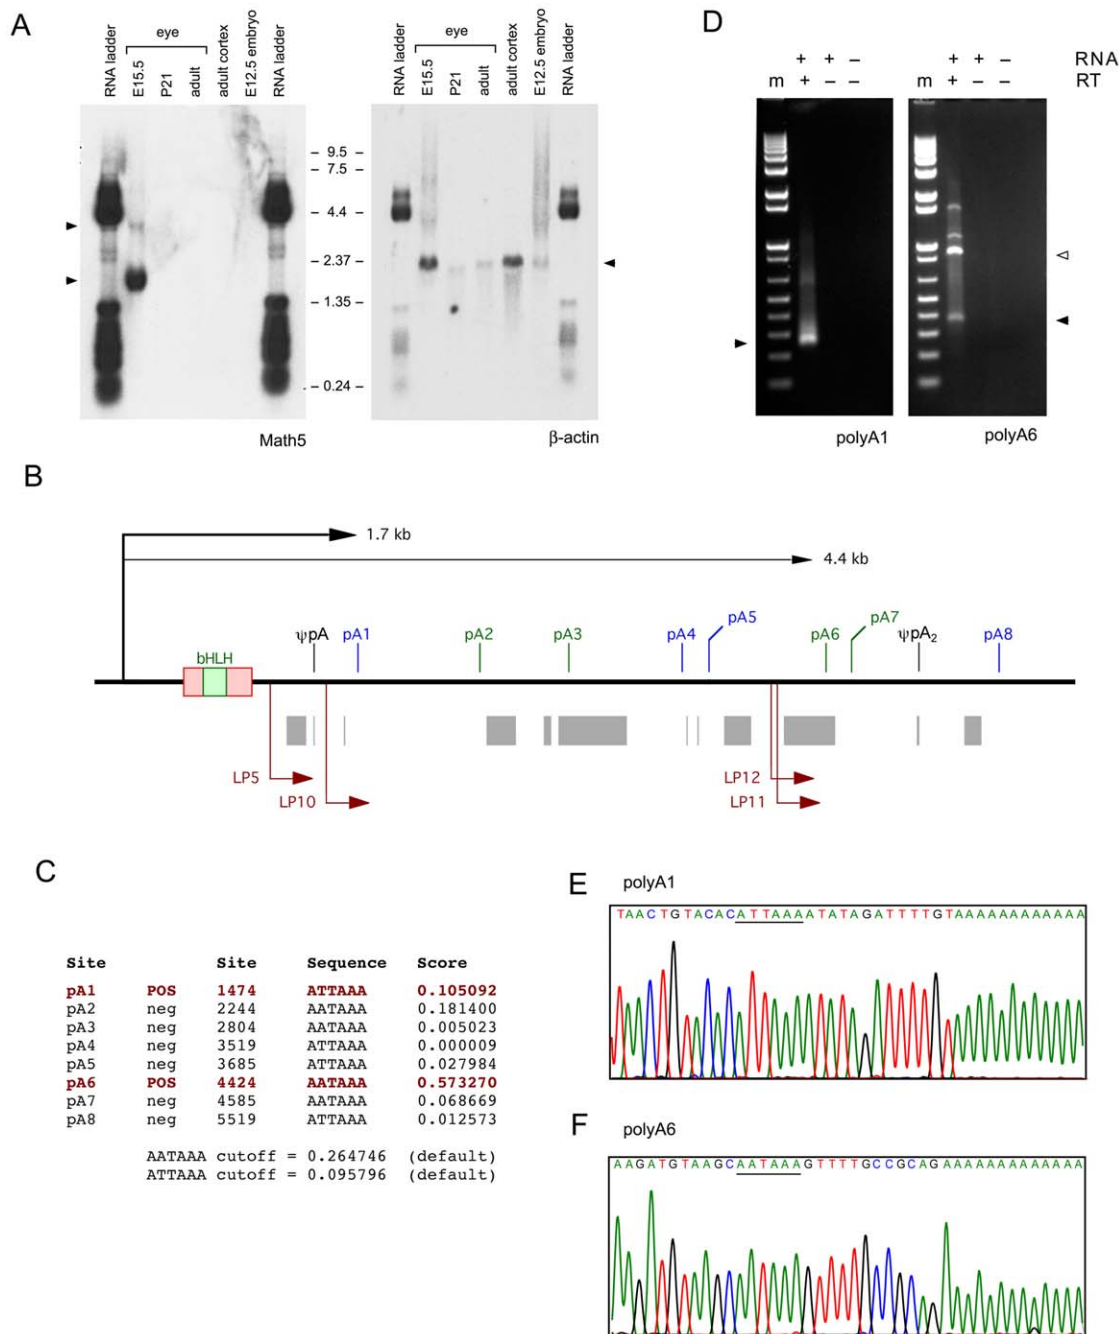 A
eye
RNA ladder
E15.5
P21
adult
adult cortex
E12.5 embryo
RNA ladder
eye
RNA ladder
E15.5
P21
adult
adult cortex
E12.5 embryo
RNA ladder
– 9.5 –
– 7.5 –
– 4.4 –
– 2.37 –
– 1.35 –
– 0.24 –
Math5
β-actin
D
+ + – + + – RNA
m + – – m + – – RT
polyA1
polyA6
B
1.7 kb
4.4 kb
bHLH
ψpA
pA1
pA2
pA3
pA4
pA5
pA6
pA7
ψpA2
pA8
LP5
LP10
LP12
LP11
C
Site Site Sequence Score
pA1 POS 1474 ATTAAA 0.105092
pA2 neg 2244 AATAAA 0.181400
pA3 neg 2804 AATAAA 0.005023
pA4 neg 3519 ATTAAA 0.000009
pA5 neg 3685 ATTAAA 0.027984
pA6 POS 4424 AATAAA 0.573270
pA7 neg 4585 AATAAA 0.068669
pA8 neg 5519 ATTAAA 0.012573
AATAAA cutoff = 0.264746 (default)
ATTAAA cutoff = 0.095796 (default)
E
polyA1
TAACTGTACACATTAAAATATAGATTTTGTAAAAAAAAAAAA
F
polyA6
AAGATGTAAGCAATAAAGTTTTGCCGCAGAAAAAAAAAAAAA